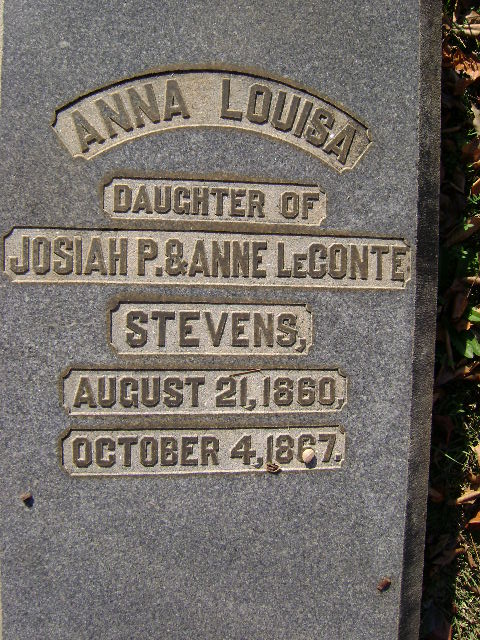 ANNA LOUISA
DAUGHTER OF
JOSIAH P. & ANNE LECONTE
STEVENS,
AUGUST 21, 1860,
OCTOBER 4, 1867.